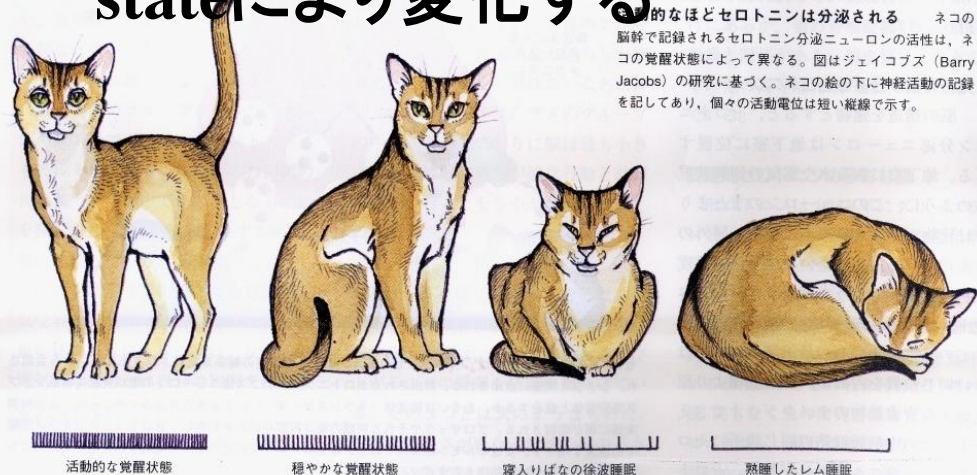 stateにより変化する
動的なほどセロトニンは分泌される　ネコの
脳幹で記録されるセロトニン分泌ニューロンの活性は，ネ
コの覚醒状態によって異なる。図はジェイコブズ（Barry
Jacobs）の研究に基づく。ネコの絵の下に神経活動の記録
を記してあり，個々の活動電位は短い縦線で示す。
活動的な覚醒状態
穏やかな覚醒状態
寝入りばなの徐波睡眠
熟睡したレム睡眠